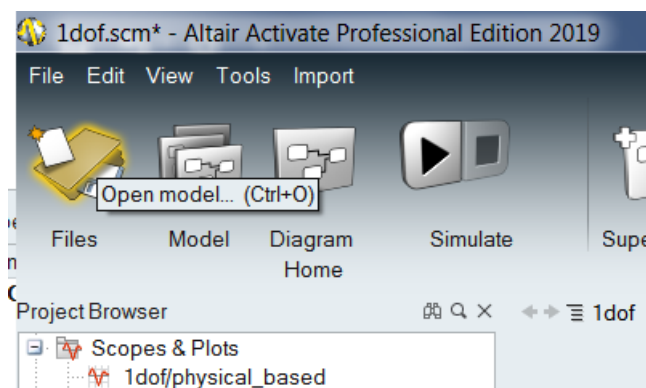 1dof.scm* - Altair Activate Professional Edition 2019
File Edit View Tools Import
Open model... (Ctrl+O)
Files Model Diagram Home Simulate
Project Browser
1dof
Scopes & Plots
1dof/physical_based